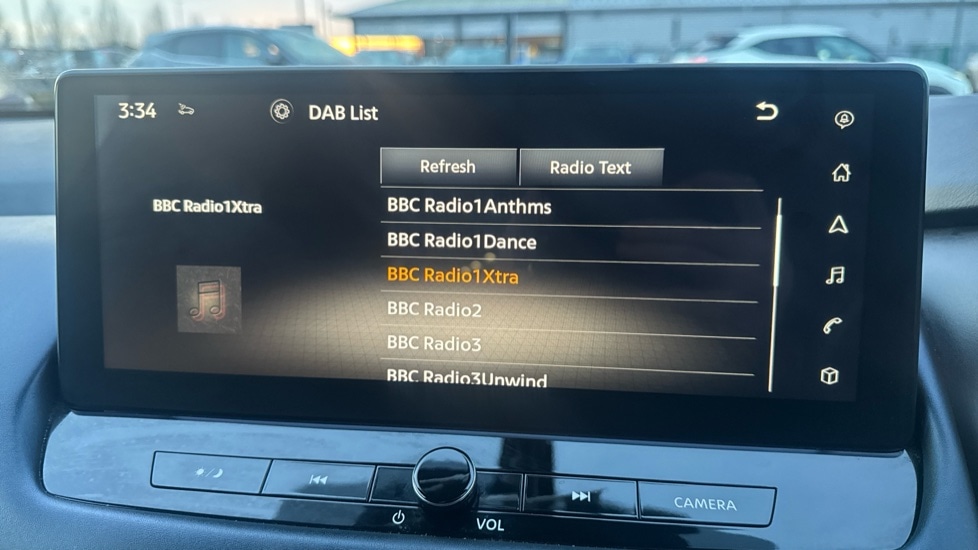 3:34
DAB List
Refresh
Radio Text
BBC Radio1Xtra
BBC Radio1Anthms
BBC Radio1Dance
BBC Radio1Xtra
BBC Radio2
BBC Radio3
BBC Radio3Unwind
VOL
CAMERA